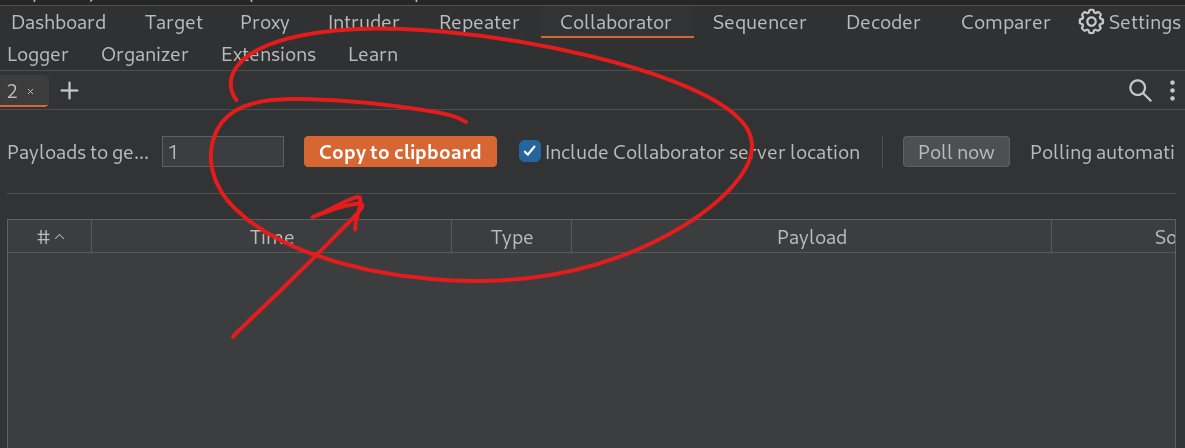 Dashboard Target Proxy Intruder Repeater Collaborator Sequencer Decoder Comparer Settings
Logger Organizer Extensions Learn
2 × +
Payloads to ge... 1 Copy to clipboard Include Collaborator server location Poll now Polling automati
# Time Type Payload So